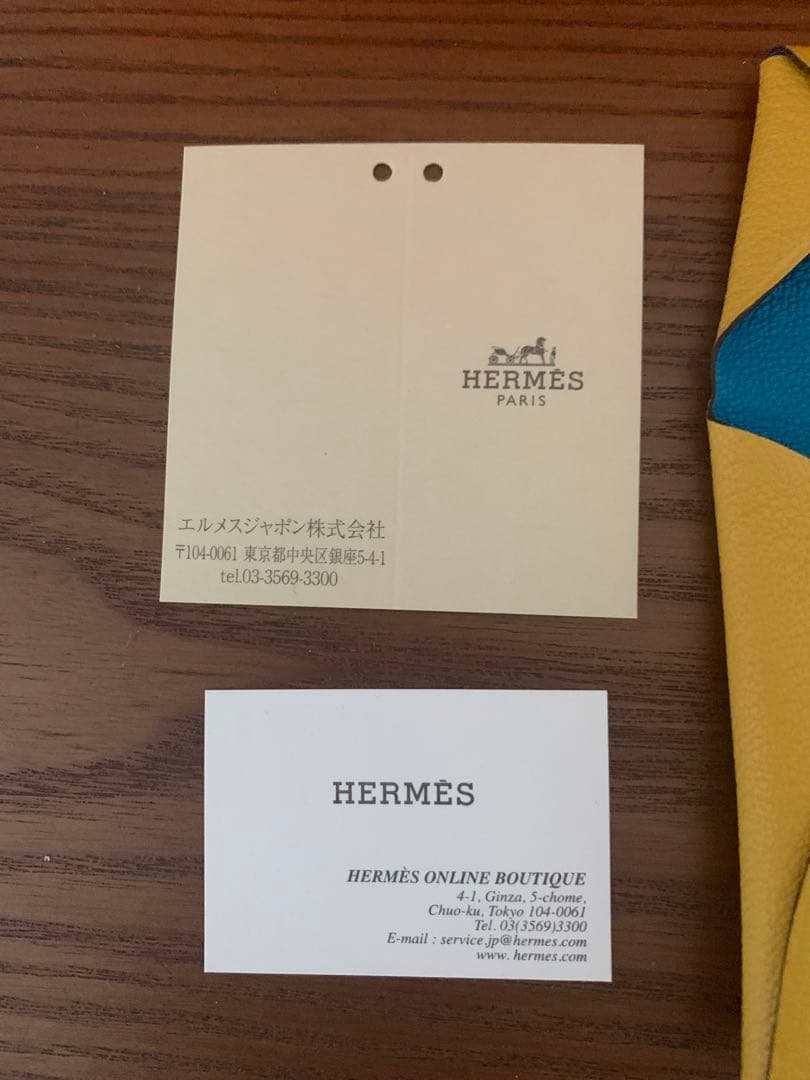 HERMÈS
PARIS
エルメスジャポン株式会社
〒104-0061 東京都中央区銀座5-4-1
tel.03-3569-3300
HERMÈS
HERMÈS ONLINE BOUTIQUE
4-1, Ginza, 5-chome,
Chuo-ku, Tokyo 104-0061
Tel. 03(3569)3300
E-mail : service.jp@hermes.com
www. hermes.com